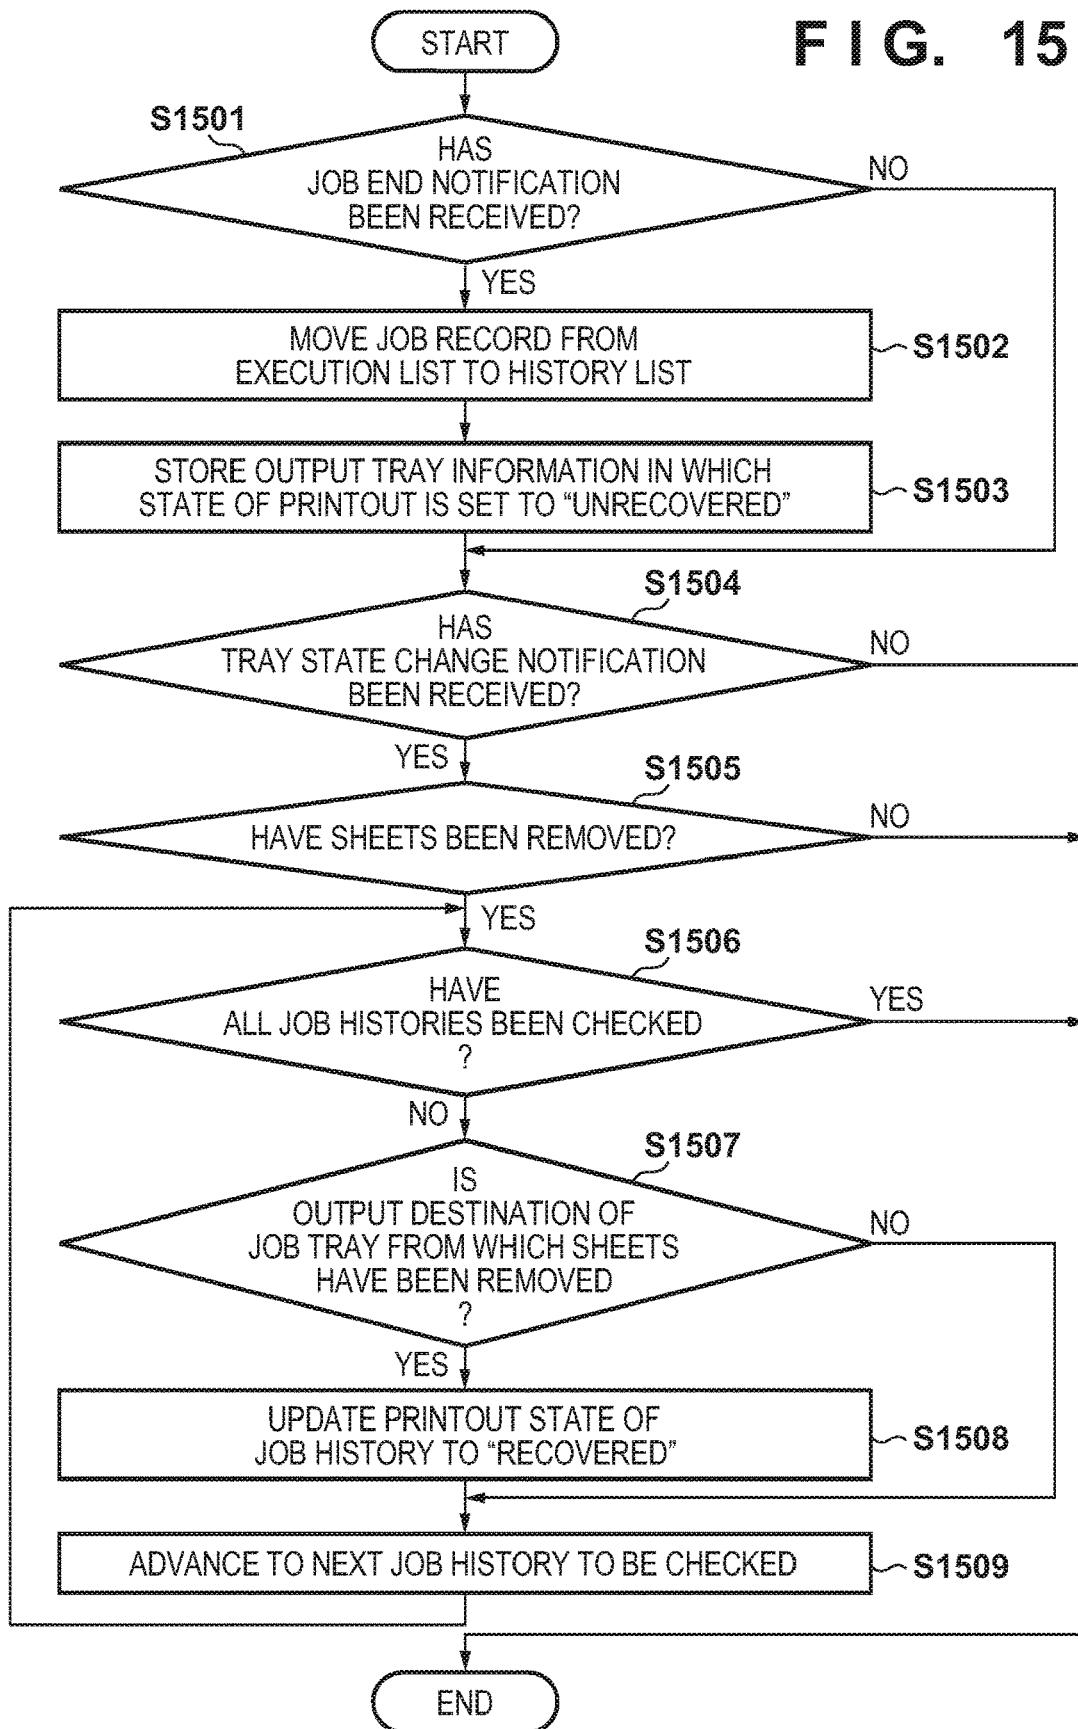 FIG. 15
START
S1501
HAS
JOB END NOTIFICATION
BEEN RECEIVED?
NO
YES
MOVE JOB RECORD FROM
EXECUTION LIST TO HISTORY LIST
S1502
STORE OUTPUT TRAY INFORMATION IN WHICH
STATE OF PRINTOUT IS SET TO “UNRECOVERED”
S1503
S1504
HAS
TRAY STATE CHANGE NOTIFICATION
BEEN RECEIVED?
NO
YES
S1505
HAVE SHEETS BEEN REMOVED?
NO
YES
S1506
HAVE
ALL JOB HISTORIES BEEN CHECKED
?
YES
NO
S1507
IS
OUTPUT DESTINATION OF
JOB TRAY FROM WHICH SHEETS
HAVE BEEN REMOVED
?
NO
YES
UPDATE PRINTOUT STATE OF
JOB HISTORY TO “RECOVERED”
S1508
ADVANCE TO NEXT JOB HISTORY TO BE CHECKED
S1509
END